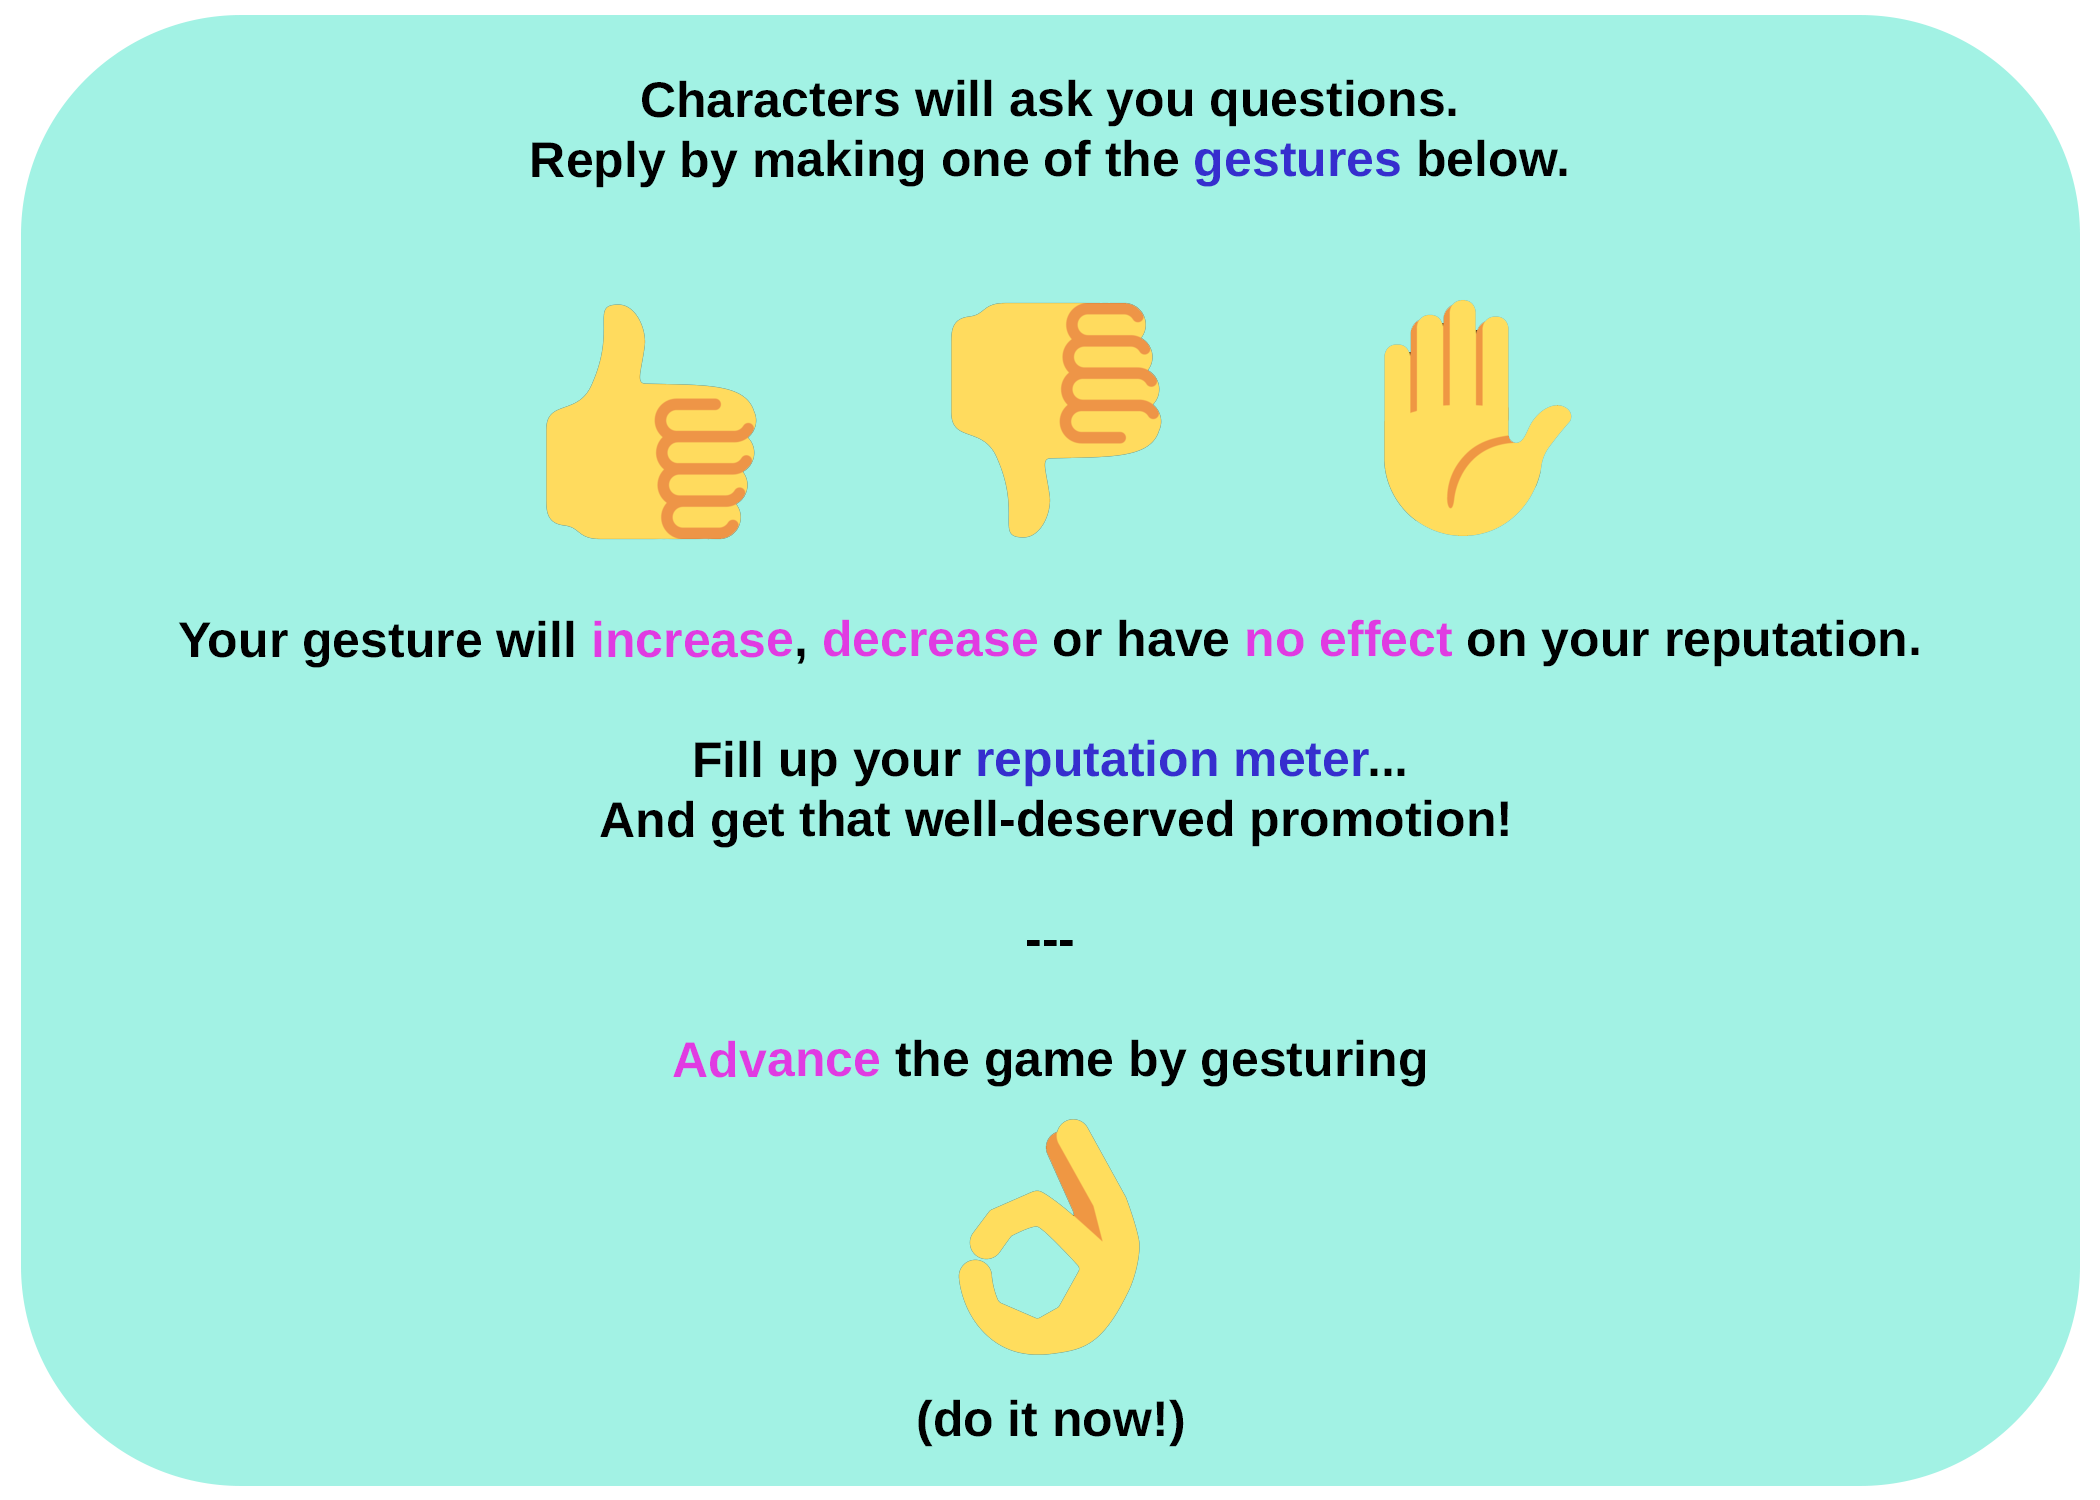 Characters will ask you questions.
Reply by making one of the gestures below.
Your gesture will increase, decrease or have no effect on your reputation.
Fill up your reputation meter...
And get that well-deserved promotion!
---
Advance the game by gesturing
(do it now!)